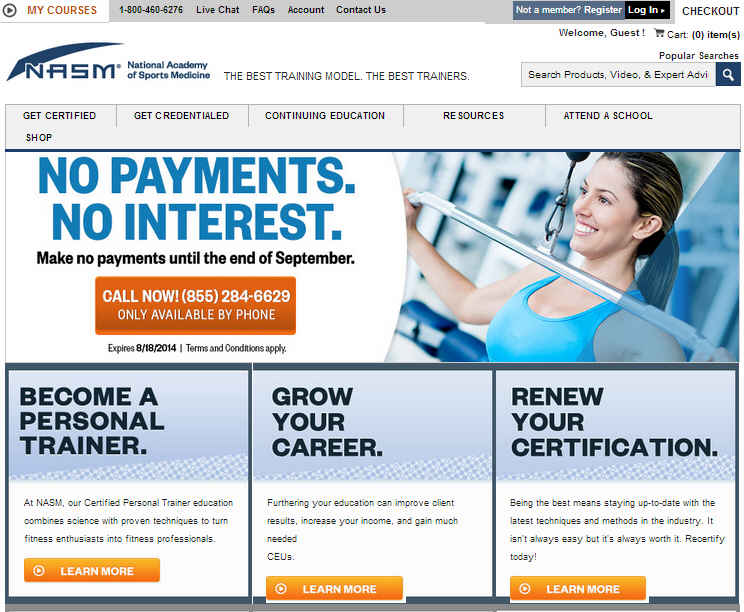 MY COURSES
1-800-460-6276 Live Chat FAQs Account Contact Us
Not a member? Register Log In ▸
CHECKOUT
Welcome, Guest ! Cart: (0) item(s)
Popular Searches
NASM® National Academy
of Sports Medicine
THE BEST TRAINING MODEL. THE BEST TRAINERS.
Search Products, Video, & Expert Advi
GET CERTIFIED GET CREDENTIALED CONTINUING EDUCATION RESOURCES ATTEND A SCHOOL
SHOP
NO PAYMENTS.
NO INTEREST.
Make no payments until the end of September.
CALL NOW! (855) 284-6629
ONLY AVAILABLE BY PHONE
Expires 8/18/2014 | Terms and Conditions apply.
BECOME A
PERSONAL
TRAINER.
At NASM, our Certified Personal Trainer education
combines science with proven techniques to turn
fitness enthusiasts into fitness professionals.
LEARN MORE
GROW
YOUR
CAREER.
Furthering your education can improve client
results, increase your income, and gain much
needed
CEUs.
LEARN MORE
RENEW
YOUR
CERTIFICATION.
Being the best means staying up-to-date with the
latest techniques and methods in the industry. It
isn't always easy but it's always worth it. Recertify
today!
LEARN MORE